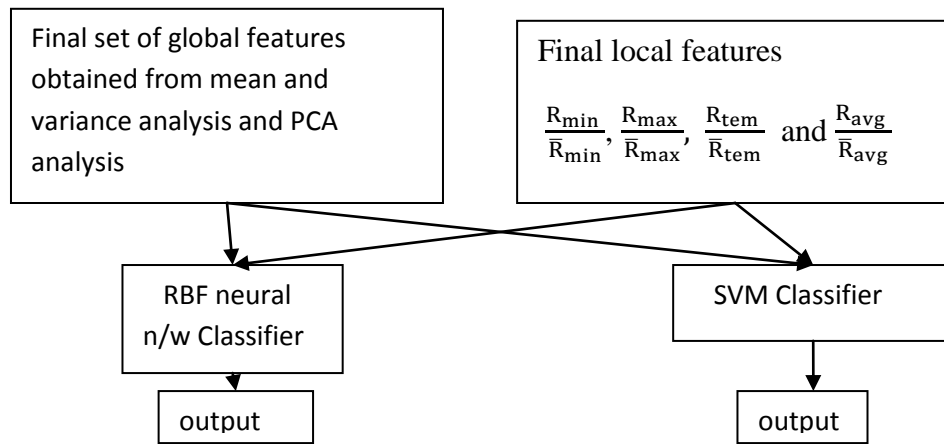 Final set of global features
obtained from mean and
variance analysis and PCA
analysis
Final local features
R_min/R̅_min, R_max/R̅_max, R_tem/R̅_tem and R_avg/R̅_avg
RBF neural
n/w Classifier
SVM Classifier
output
output